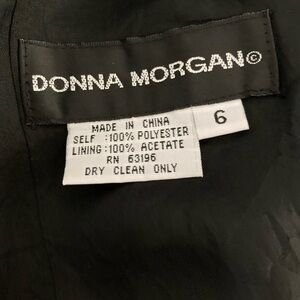 DONNA MORGAN©
6
MADE IN CHINA
SELF :100% POLYESTER
LINING:100% ACETATE
RN 63196
DRY CLEAN ONLY